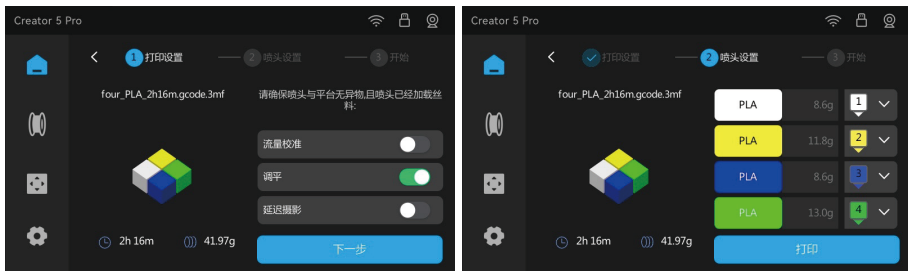 Creator 5 Pro
1 打印设置 2 喷头设置 3 开始
four_PLA_2h16m.gcode.3mf
请确保喷头与平台无异物,且喷头已经加载丝
料:
流量校准
调平
延迟摄影
2h 16m 41.97g
下一步
Creator 5 Pro
打印设置 2 喷头设置 3 开始
four_PLA_2h16m.gcode.3mf
PLA 8.6g 1
PLA 11.8g 2
PLA 8.6g 3
PLA 13.0g 4
2h 16m 41.97g
打印